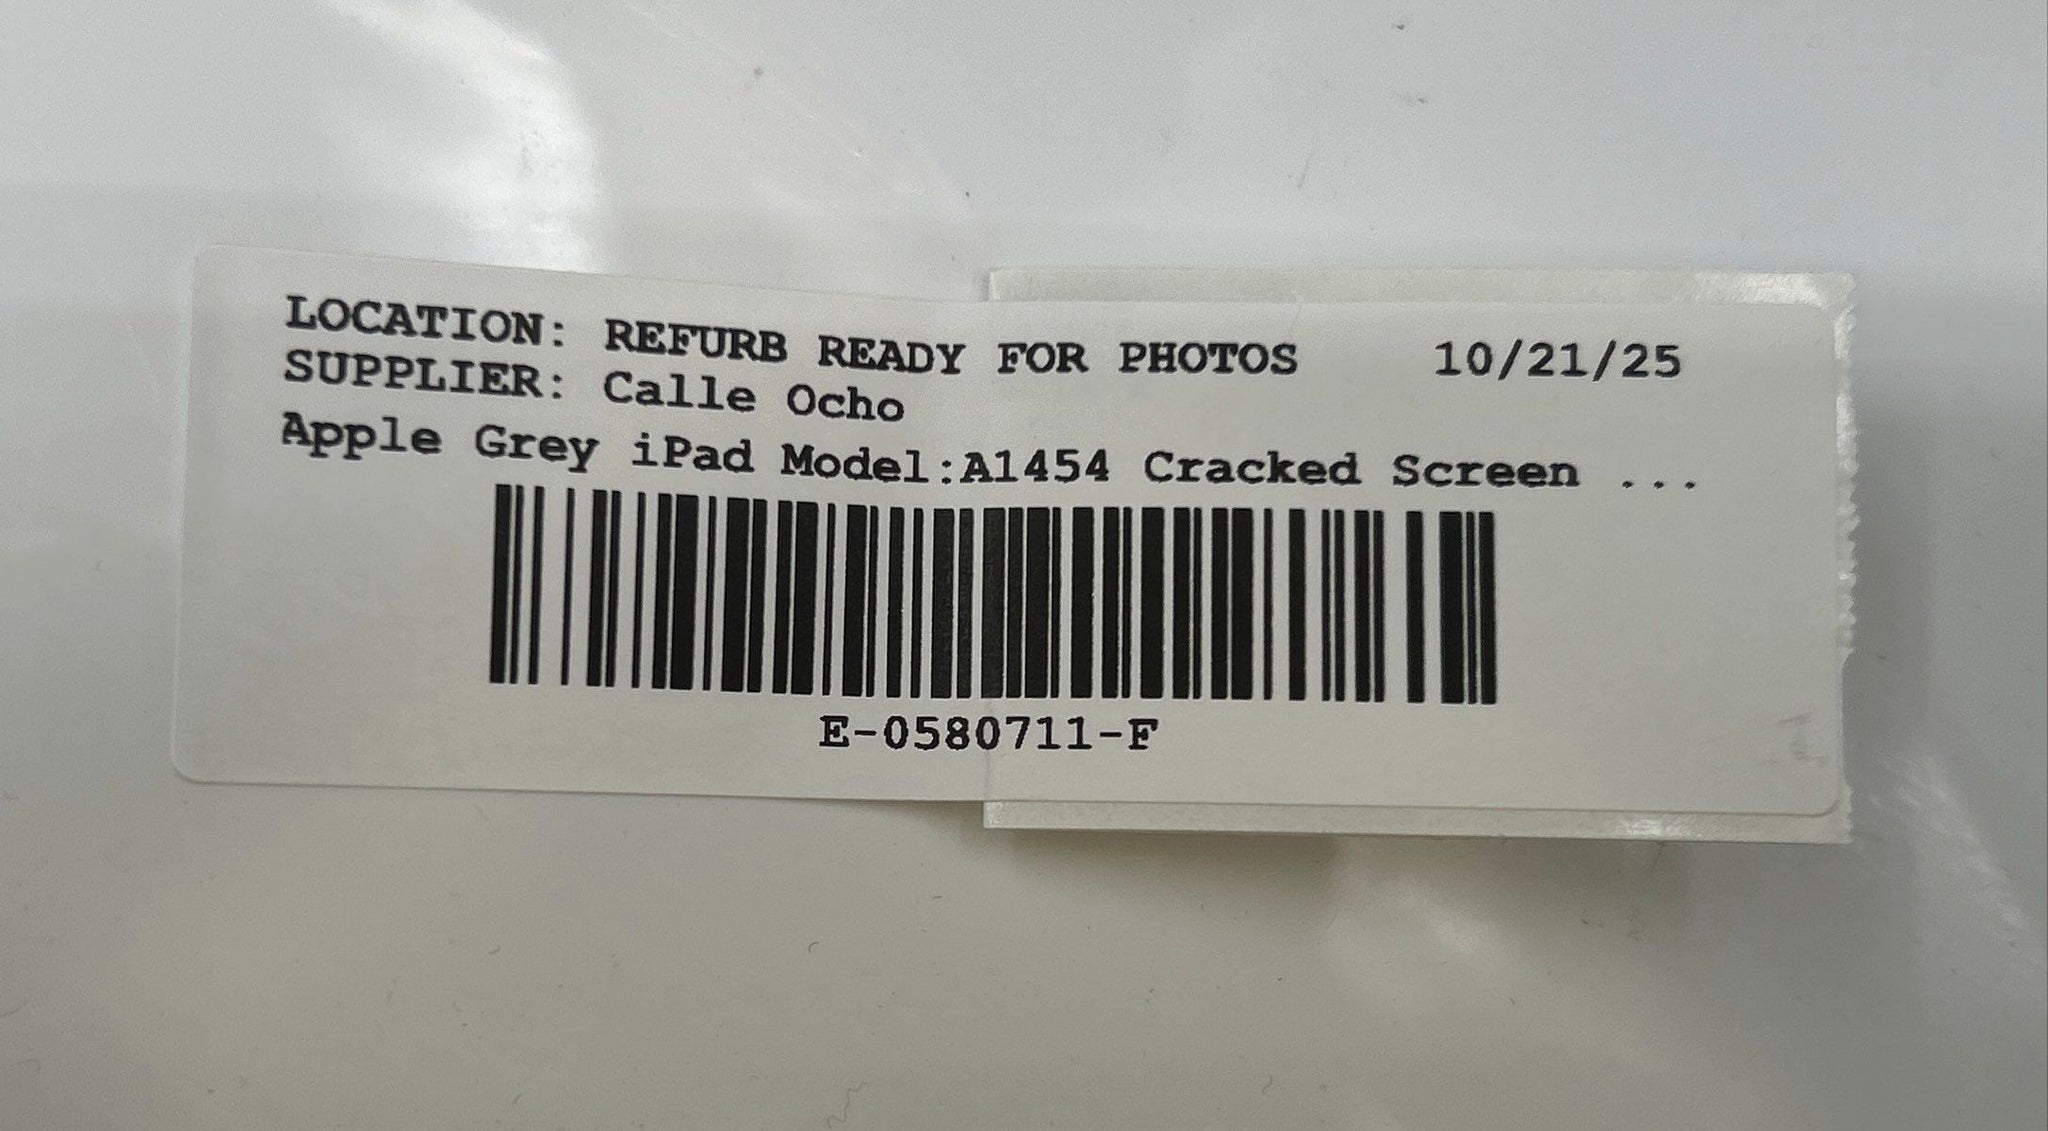 LOCATION: REFURB READY FOR PHOTOS 10/21/25
SUPPLIER: Calle Ocho
Apple Grey iPad Model:A1454 Cracked Screen ...
E-0580711-F